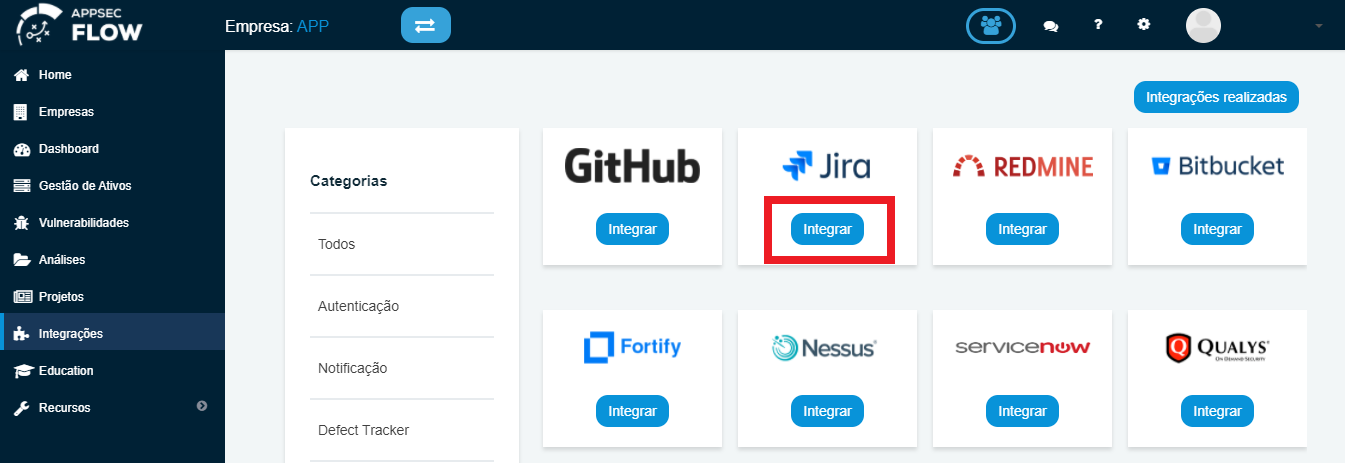 APPSEC
FLOW
Empresa: APP
?
Home
Empresas
Dashboard
Gestão de Ativos
Vulnerabilidades
Análises
Projetos
Integrações
Education
Recursos
Integrações realizadas
Categorias
Todos
Autenticação
Notificação
Defect Tracker
GitHub
Integrar
Jira
Integrar
REDMINE
Integrar
Bitbucket
Integrar
Fortify
Integrar
Nessus®
Integrar
servicenow
Integrar
QUALYS®
ON DEMAND SECURITY
Integrar